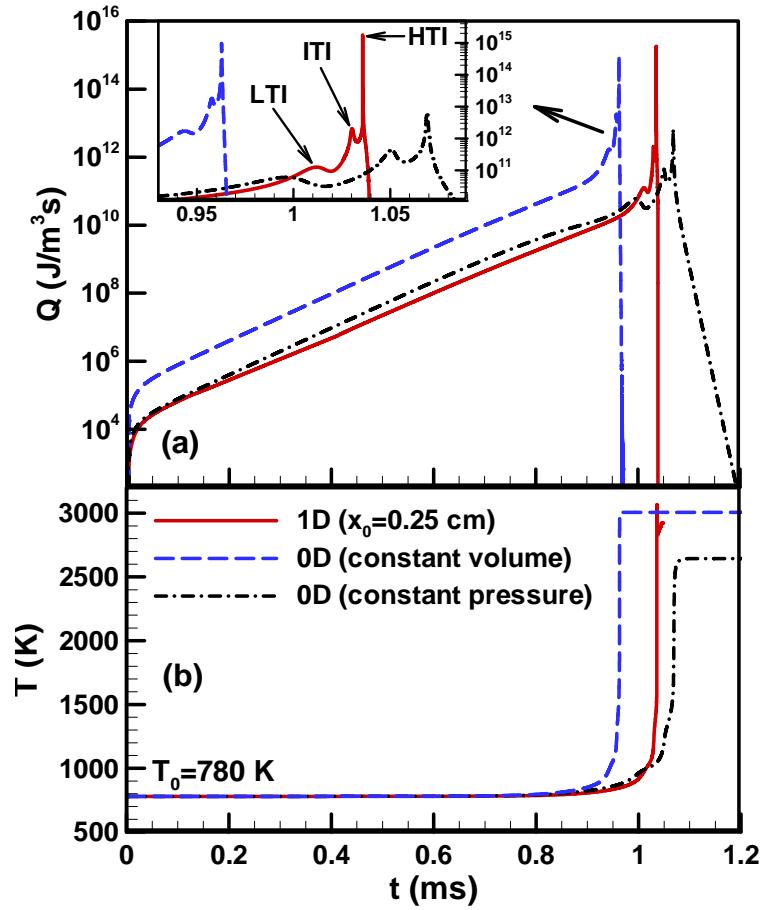 10^16
10^14
10^12
10^10
10^8
10^6
10^4
Q (J/m^3s)
HTI
ITI
LTI
10^15
10^14
10^13
10^12
10^11
0.95
1
1.05
(a)
3000
2500
2000
1500
1000
500
T (K)
1D (x_0=0.25 cm)
0D (constant volume)
0D (constant pressure)
(b)
T_0=780 K
0
0.2
0.4
0.6
0.8
1
1.2
t (ms)